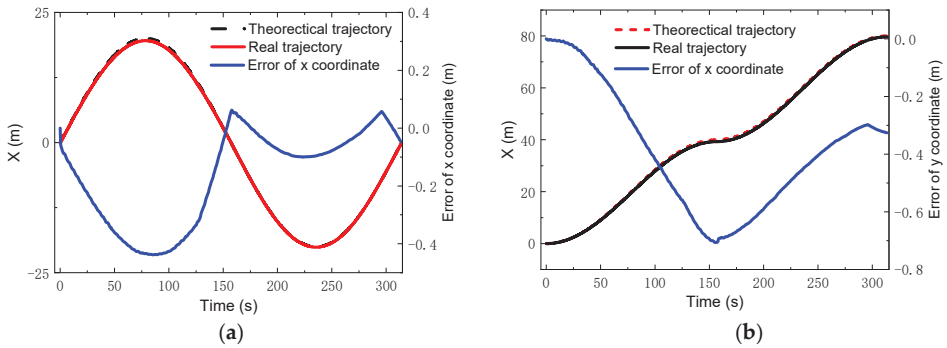 25
0
−25
X (m)
0.4
0.2
0.0
−0.2
−0.4
Error of x coordinate (m)
Theorectical trajectory
Real trajectory
Error of x coordinate
0 50 100 150 200 250 300
Time (s)
(a)
80
60
40
20
0
X (m)
0.0
−0.2
−0.4
−0.6
−0.8
Error of y coordinate (m)
Theorectical trajectory
Real trajectory
Error of x coordinate
0 50 100 150 200 250 300
Time (s)
(b)